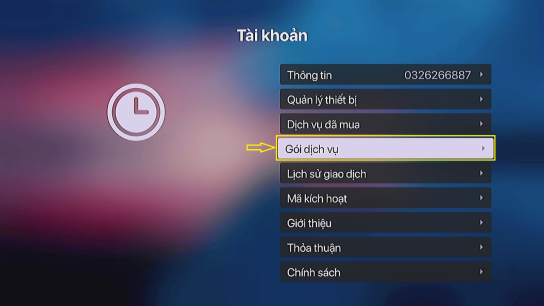 Tài khoản
Thông tin 0326266887
Quản lý thiết bị
Dịch vụ đã mua
Gói dịch vụ
Lịch sử giao dịch
Mã kích hoạt
Giới thiệu
Thỏa thuận
Chính sách